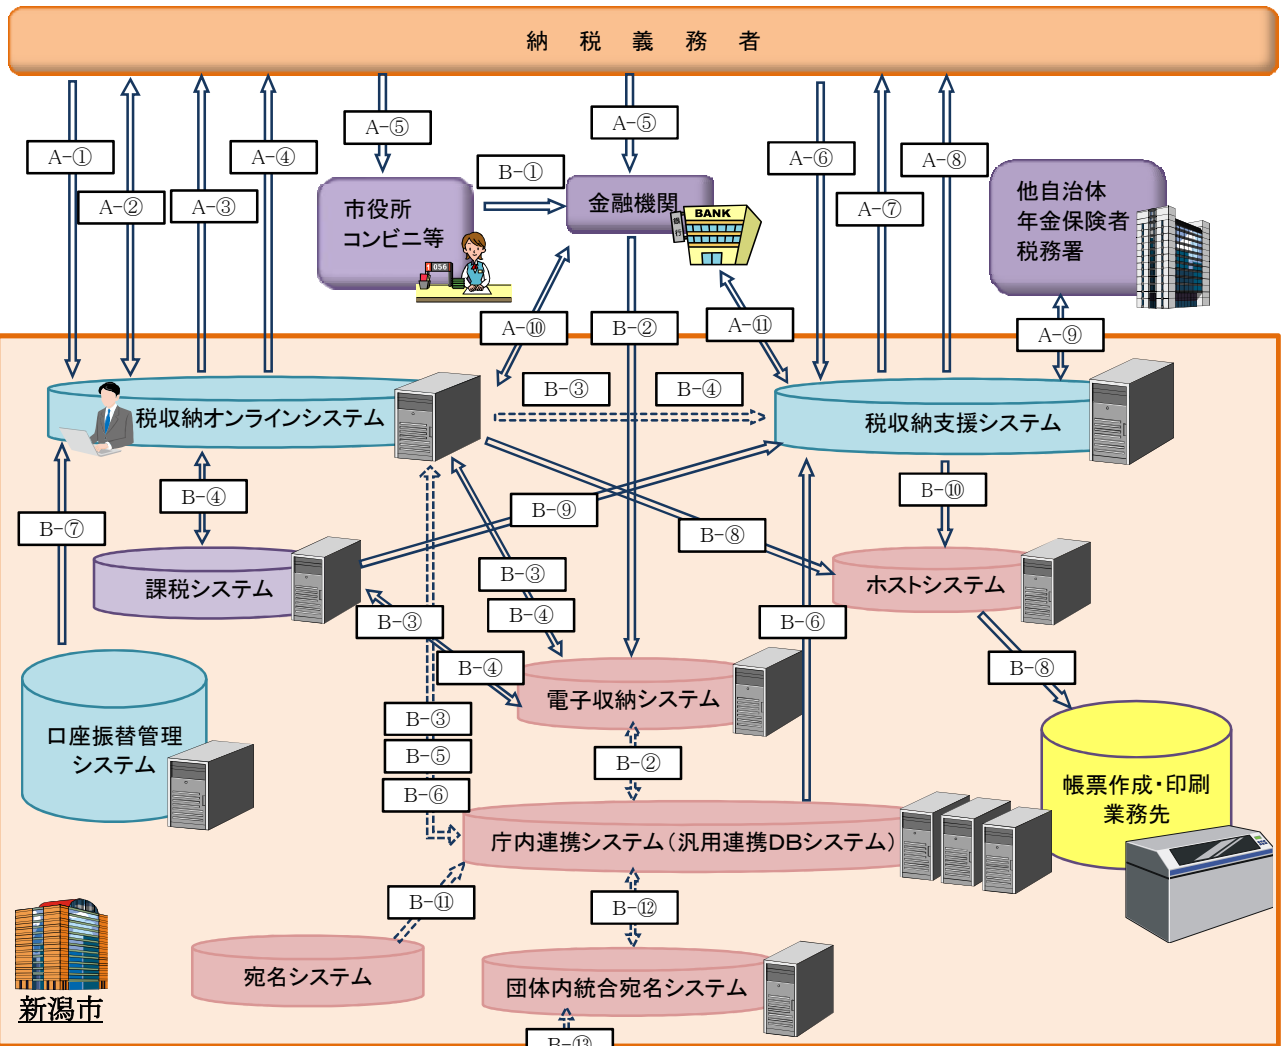 納 税 義 務 者
A-①
A-②
A-③
A-④
A-⑤
B-①
A-⑤
A-⑥
A-⑦
A-⑧
市役所
コンビニ等
1 056
金融機関
BANK
銀行
他自治体
年金保険者
税務署
A-⑩
B-②
A-⑪
A-⑨
税収納オンラインシステム
B-③
B-④
税収納支援システム
B-④
B-⑦
B-⑨
B-⑧
B-⑩
課税システム
B-③
B-④
B-③
B-④
B-⑥
ホストシステム
B-⑧
電子収納システム
口座振替管理
システム
B-③
B-⑤
B-⑥
B-②
帳票作成・印刷
業務先
庁内連携システム(汎用連携DBシステム)
B-⑪
B-⑫
宛名システム
団体内統合宛名システム
新潟市
B-⑬